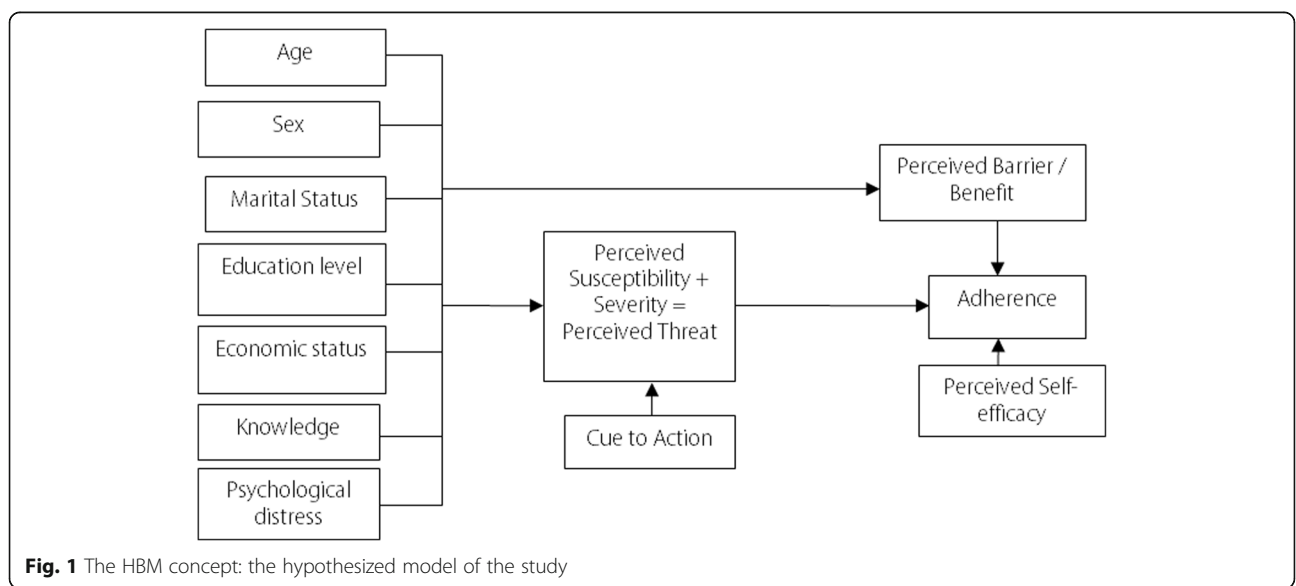 Age
Sex
Marital Status
Education level
Economic status
Knowledge
Psychological
distress
Perceived
Susceptibility +
Severity =
Perceived Threat
Cue to Action
Perceived Barrier /
Benefit
Adherence
Perceived Self-
efficacy
Fig. 1 The HBM concept: the hypothesized model of the study